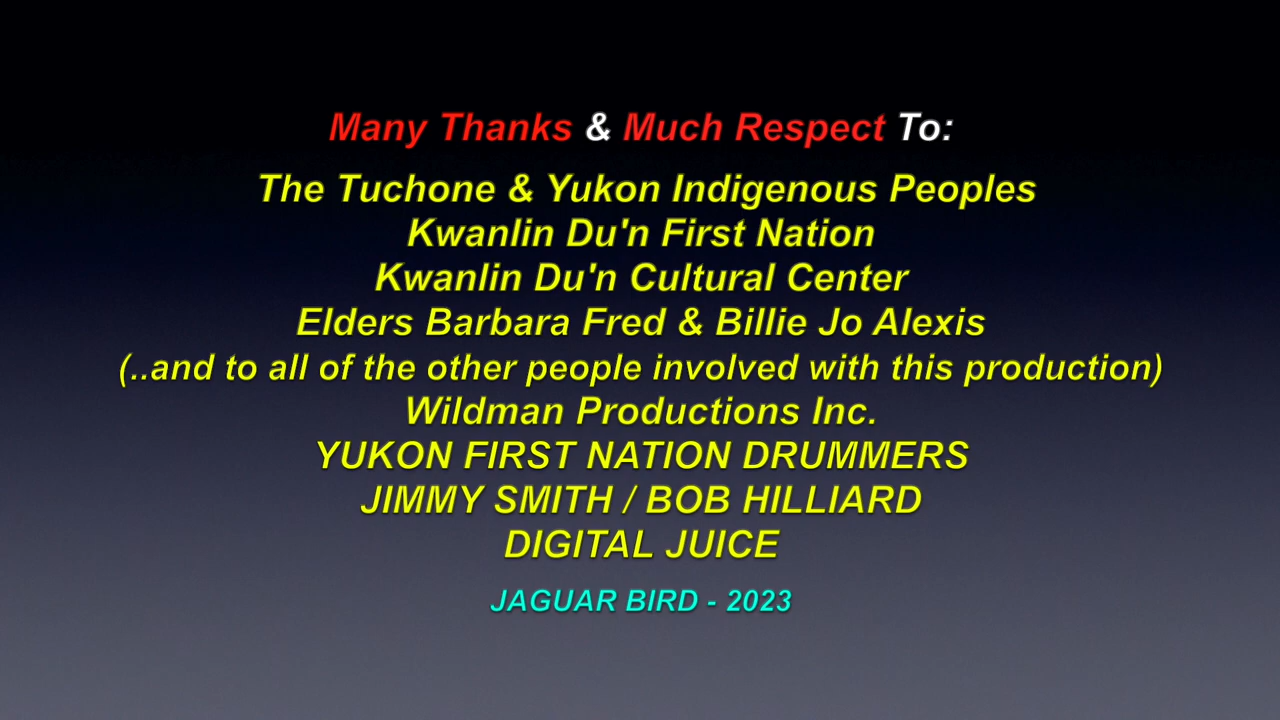 Many Thanks & Much Respect To:
The Tuchone & Yukon Indigenous Peoples
Kwanlin Du'n First Nation
Kwanlin Du'n Cultural Center
Elders Barbara Fred & Billie Jo Alexis
(..and to all of the other people involved with this production)
Wildman Productions Inc.
YUKON FIRST NATION DRUMMERS
JIMMY SMITH / BOB HILLIARD
DIGITAL JUICE
JAGUAR BIRD - 2023